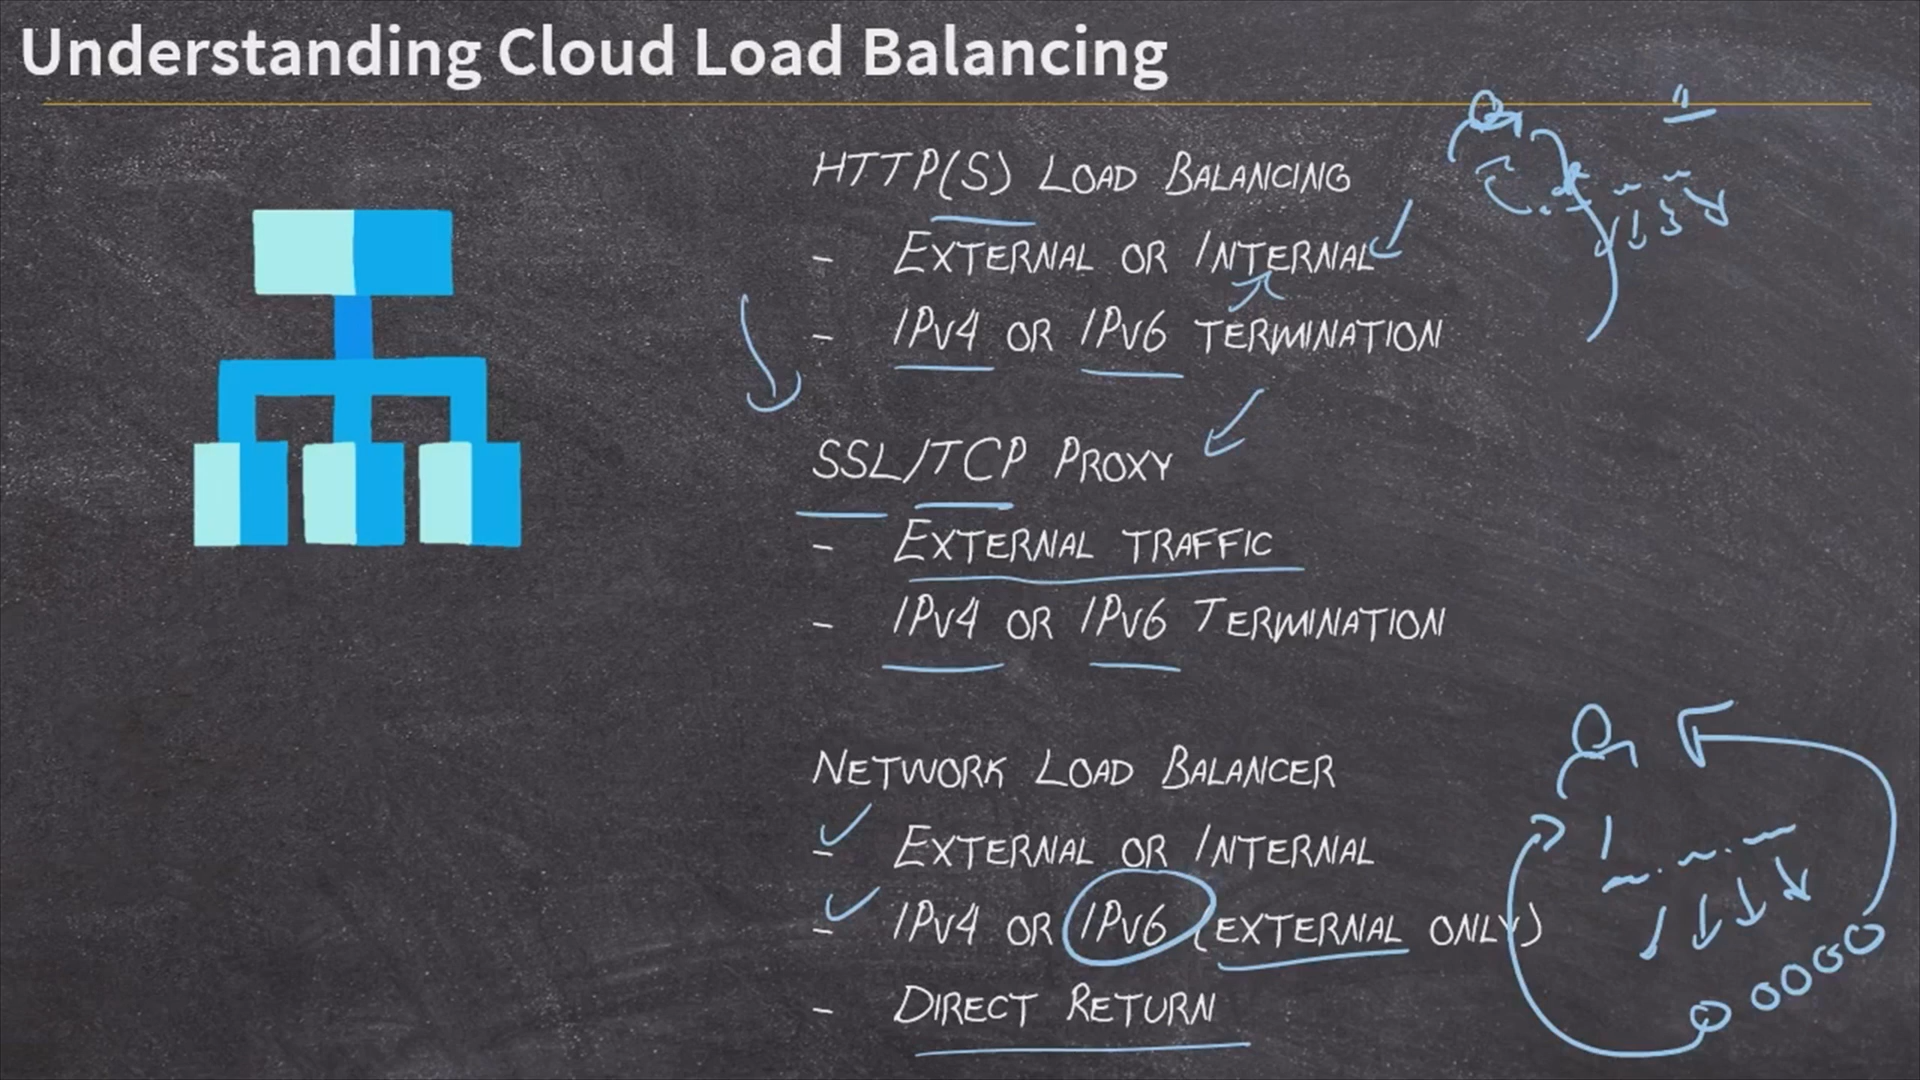 Understanding Cloud Load Balancing
HTTP(S) LOAD BALANCING
- EXTERNAL OR INTERNAL
- IPV4 OR IPV6 TERMINATION
SSL/TCP PROXY
- EXTERNAL TRAFFIC
- IPV4 OR IPV6 TERMINATION
NETWORK LOAD BALANCER
- EXTERNAL OR INTERNAL
- IPV4 OR IPV6 (EXTERNAL ONLY)
- DIRECT RETURN